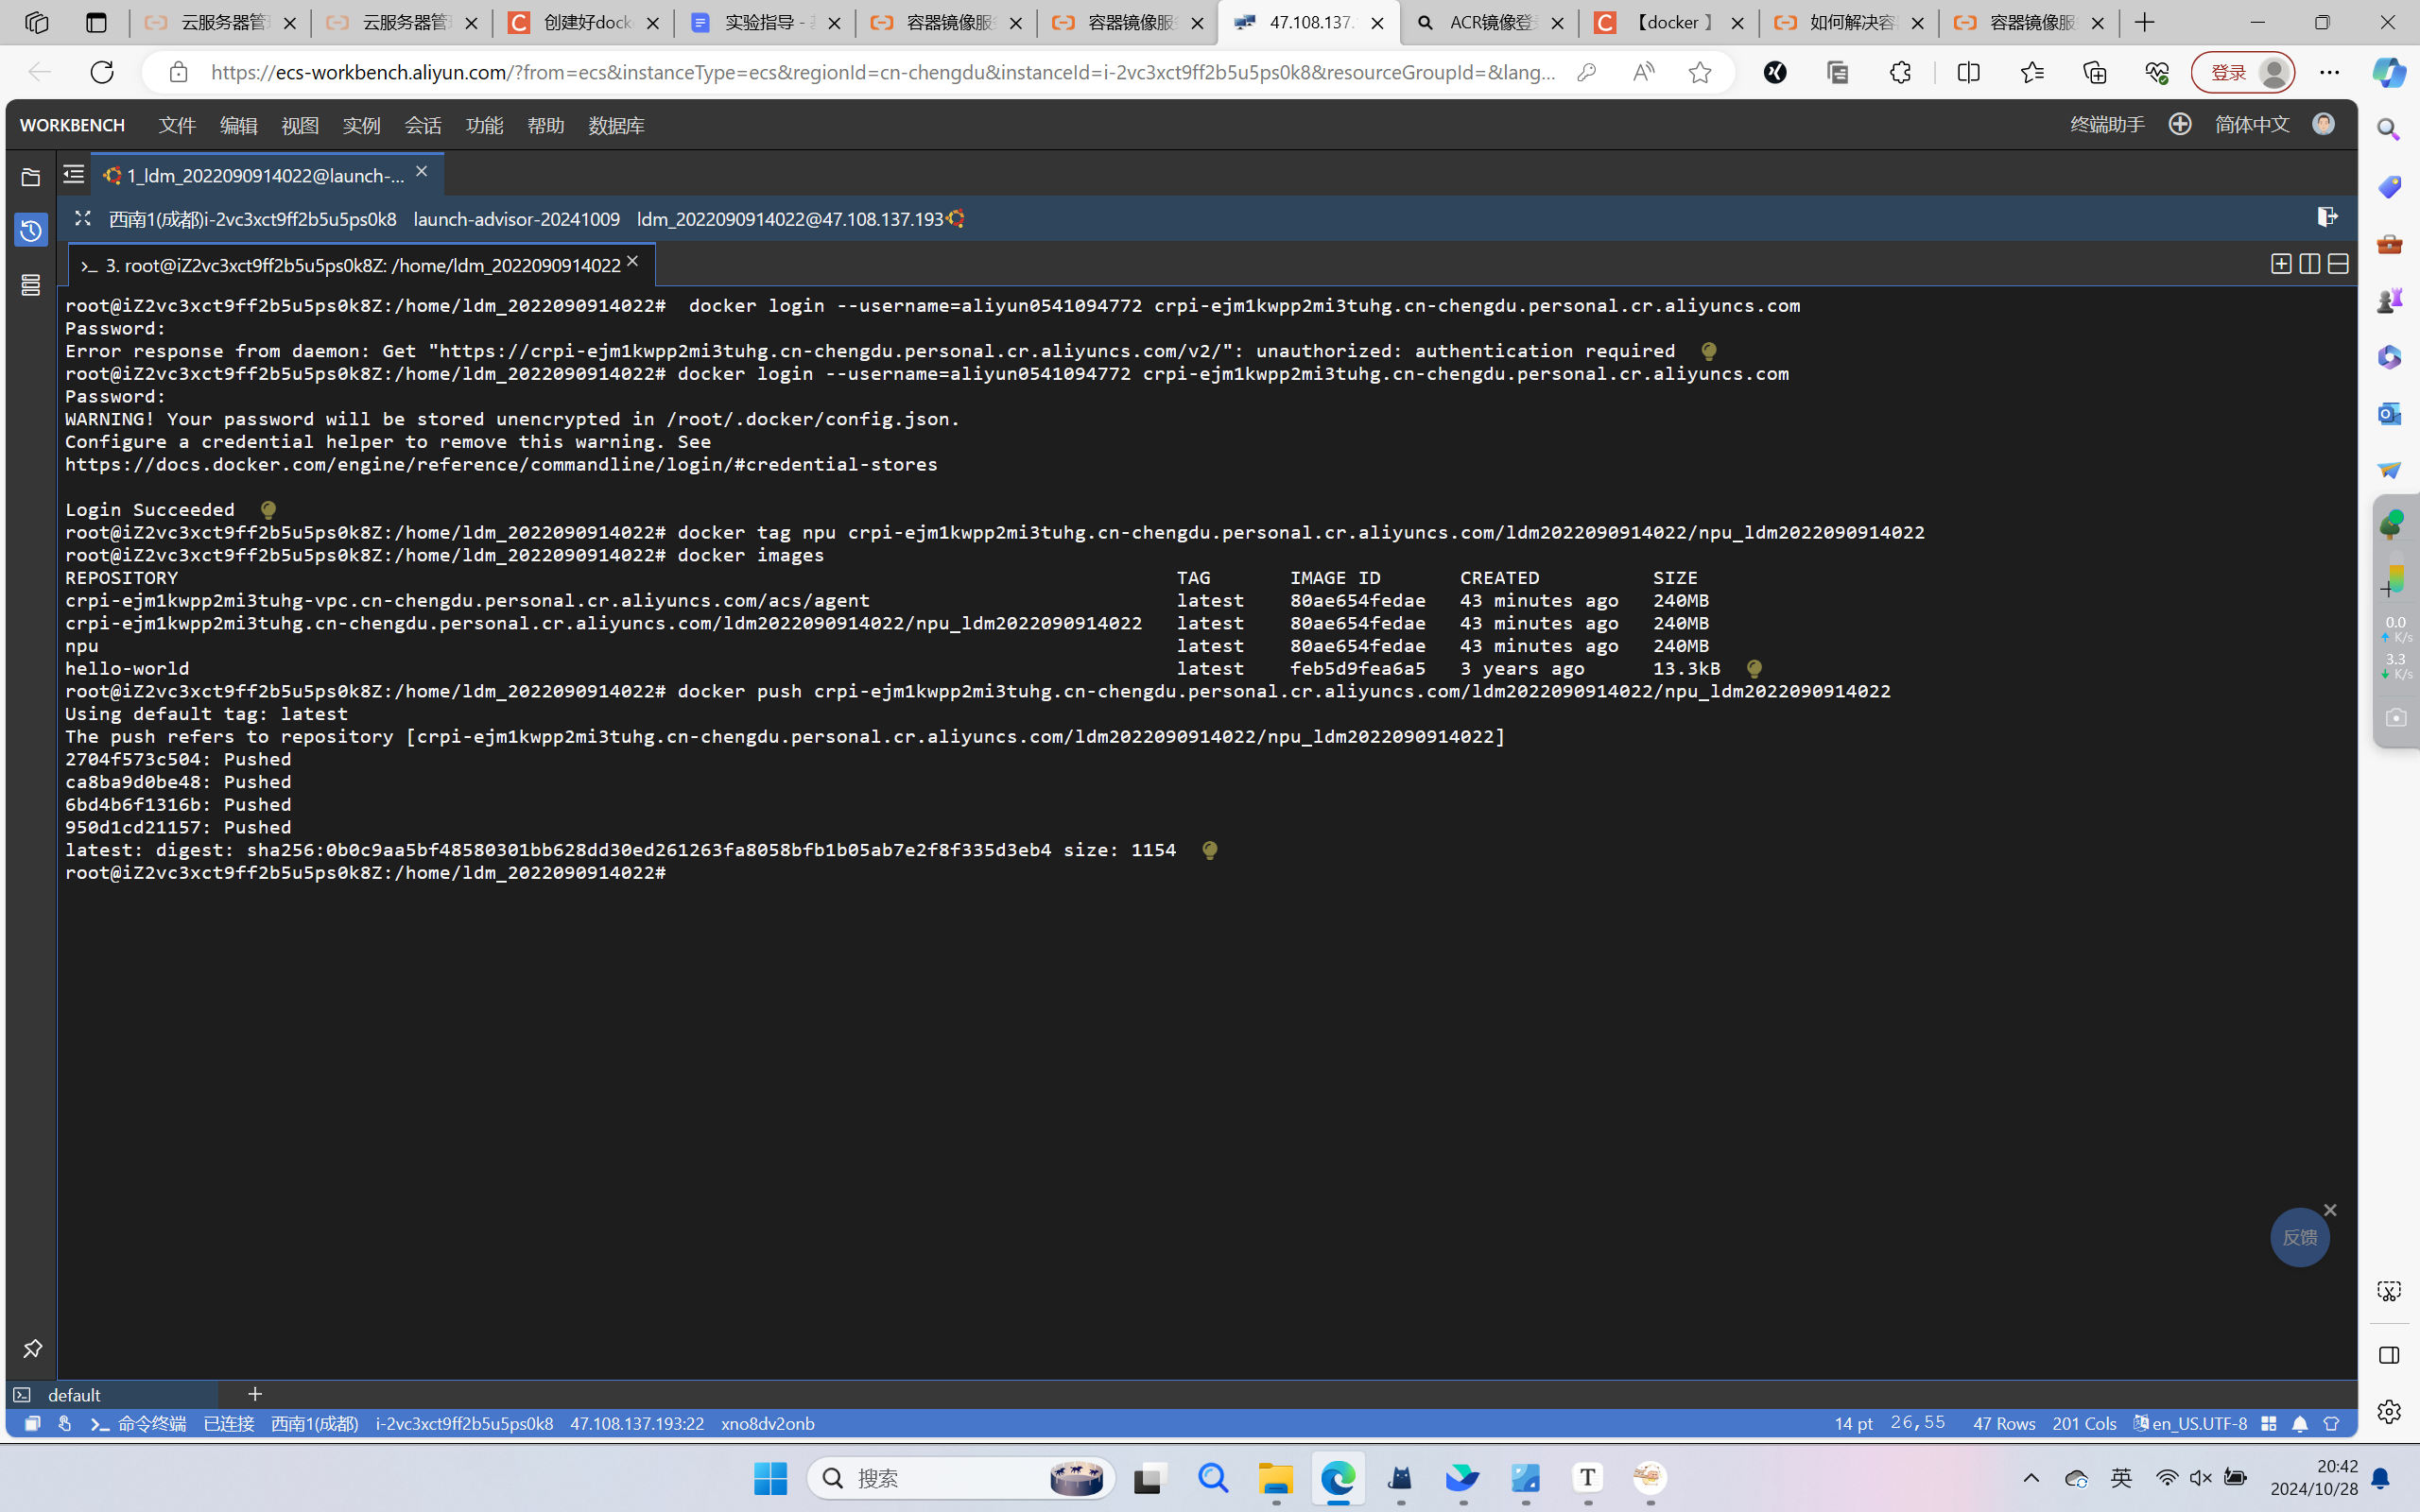 云服务器管
云服务器管
创建好dock
实验指导 -
容器镜像服
容器镜像服
47.108.137.
ACR镜像登
【docker 】
如何解决容
容器镜像服
https://ecs-workbench.aliyun.com/?from=ecs&instanceType=ecs&regionId=cn-chengdu&instanceId=i-2vc3xct9ff2b5u5ps0k8&resourceGroupId=&lang...
登录
WORKBENCH 文件 编辑 视图 实例 会话 功能 帮助 数据库 终端助手 简体中文
1_ldm_2022090914022@launch-...
西南1(成都)i-2vc3xct9ff2b5u5ps0k8 launch-advisor-20241009 ldm_2022090914022@47.108.137.193
3. root@iZ2vc3xct9ff2b5u5ps0k8Z: /home/ldm_2022090914022
root@iZ2vc3xct9ff2b5u5ps0k8Z:/home/ldm_2022090914022#  docker login --username=aliyun0541094772 crpi-ejm1kwpp2mi3tuhg.cn-chengdu.personal.cr.aliyuncs.com
Password:
Error response from daemon: Get "https://crpi-ejm1kwpp2mi3tuhg.cn-chengdu.personal.cr.aliyuncs.com/v2/": unauthorized: authentication required
root@iZ2vc3xct9ff2b5u5ps0k8Z:/home/ldm_2022090914022# docker login --username=aliyun0541094772 crpi-ejm1kwpp2mi3tuhg.cn-chengdu.personal.cr.aliyuncs.com
Password:
WARNING! Your password will be stored unencrypted in /root/.docker/config.json.
Configure a credential helper to remove this warning. See
https://docs.docker.com/engine/reference/commandline/login/#credential-stores
Login Succeeded
root@iZ2vc3xct9ff2b5u5ps0k8Z:/home/ldm_2022090914022# docker tag npu crpi-ejm1kwpp2mi3tuhg.cn-chengdu.personal.cr.aliyuncs.com/ldm2022090914022/npu_ldm2022090914022
root@iZ2vc3xct9ff2b5u5ps0k8Z:/home/ldm_2022090914022# docker images
REPOSITORY TAG IMAGE ID CREATED SIZE
crpi-ejm1kwpp2mi3tuhg-vpc.cn-chengdu.personal.cr.aliyuncs.com/acs/agent latest 80ae654fedae 43 minutes ago 240MB
crpi-ejm1kwpp2mi3tuhg.cn-chengdu.personal.cr.aliyuncs.com/ldm2022090914022/npu_ldm2022090914022 latest 80ae654fedae 43 minutes ago 240MB
npu latest 80ae654fedae 43 minutes ago 240MB
hello-world latest feb5d9fea6a5 3 years ago 13.3kB
root@iZ2vc3xct9ff2b5u5ps0k8Z:/home/ldm_2022090914022# docker push crpi-ejm1kwpp2mi3tuhg.cn-chengdu.personal.cr.aliyuncs.com/ldm2022090914022/npu_ldm2022090914022
Using default tag: latest
The push refers to repository [crpi-ejm1kwpp2mi3tuhg.cn-chengdu.personal.cr.aliyuncs.com/ldm2022090914022/npu_ldm2022090914022]
2704f573c504: Pushed
ca8ba9d0be48: Pushed
6bd4b6f1316b: Pushed
950d1cd21157: Pushed
latest: digest: sha256:0b0c9aa5bf48580301bb628dd30ed261263fa8058bfb1b05ab7e2f8f335d3eb4 size: 1154
root@iZ2vc3xct9ff2b5u5ps0k8Z:/home/ldm_2022090914022#
0.0
K/s
3.3
K/s
反馈
default
命令终端 已连接 西南1(成都) i-2vc3xct9ff2b5u5ps0k8 47.108.137.193:22 xno8dv2onb 14 pt 26,55 47 Rows 201 Cols en_US.UTF-8
搜索
英
20:42
2024/10/28